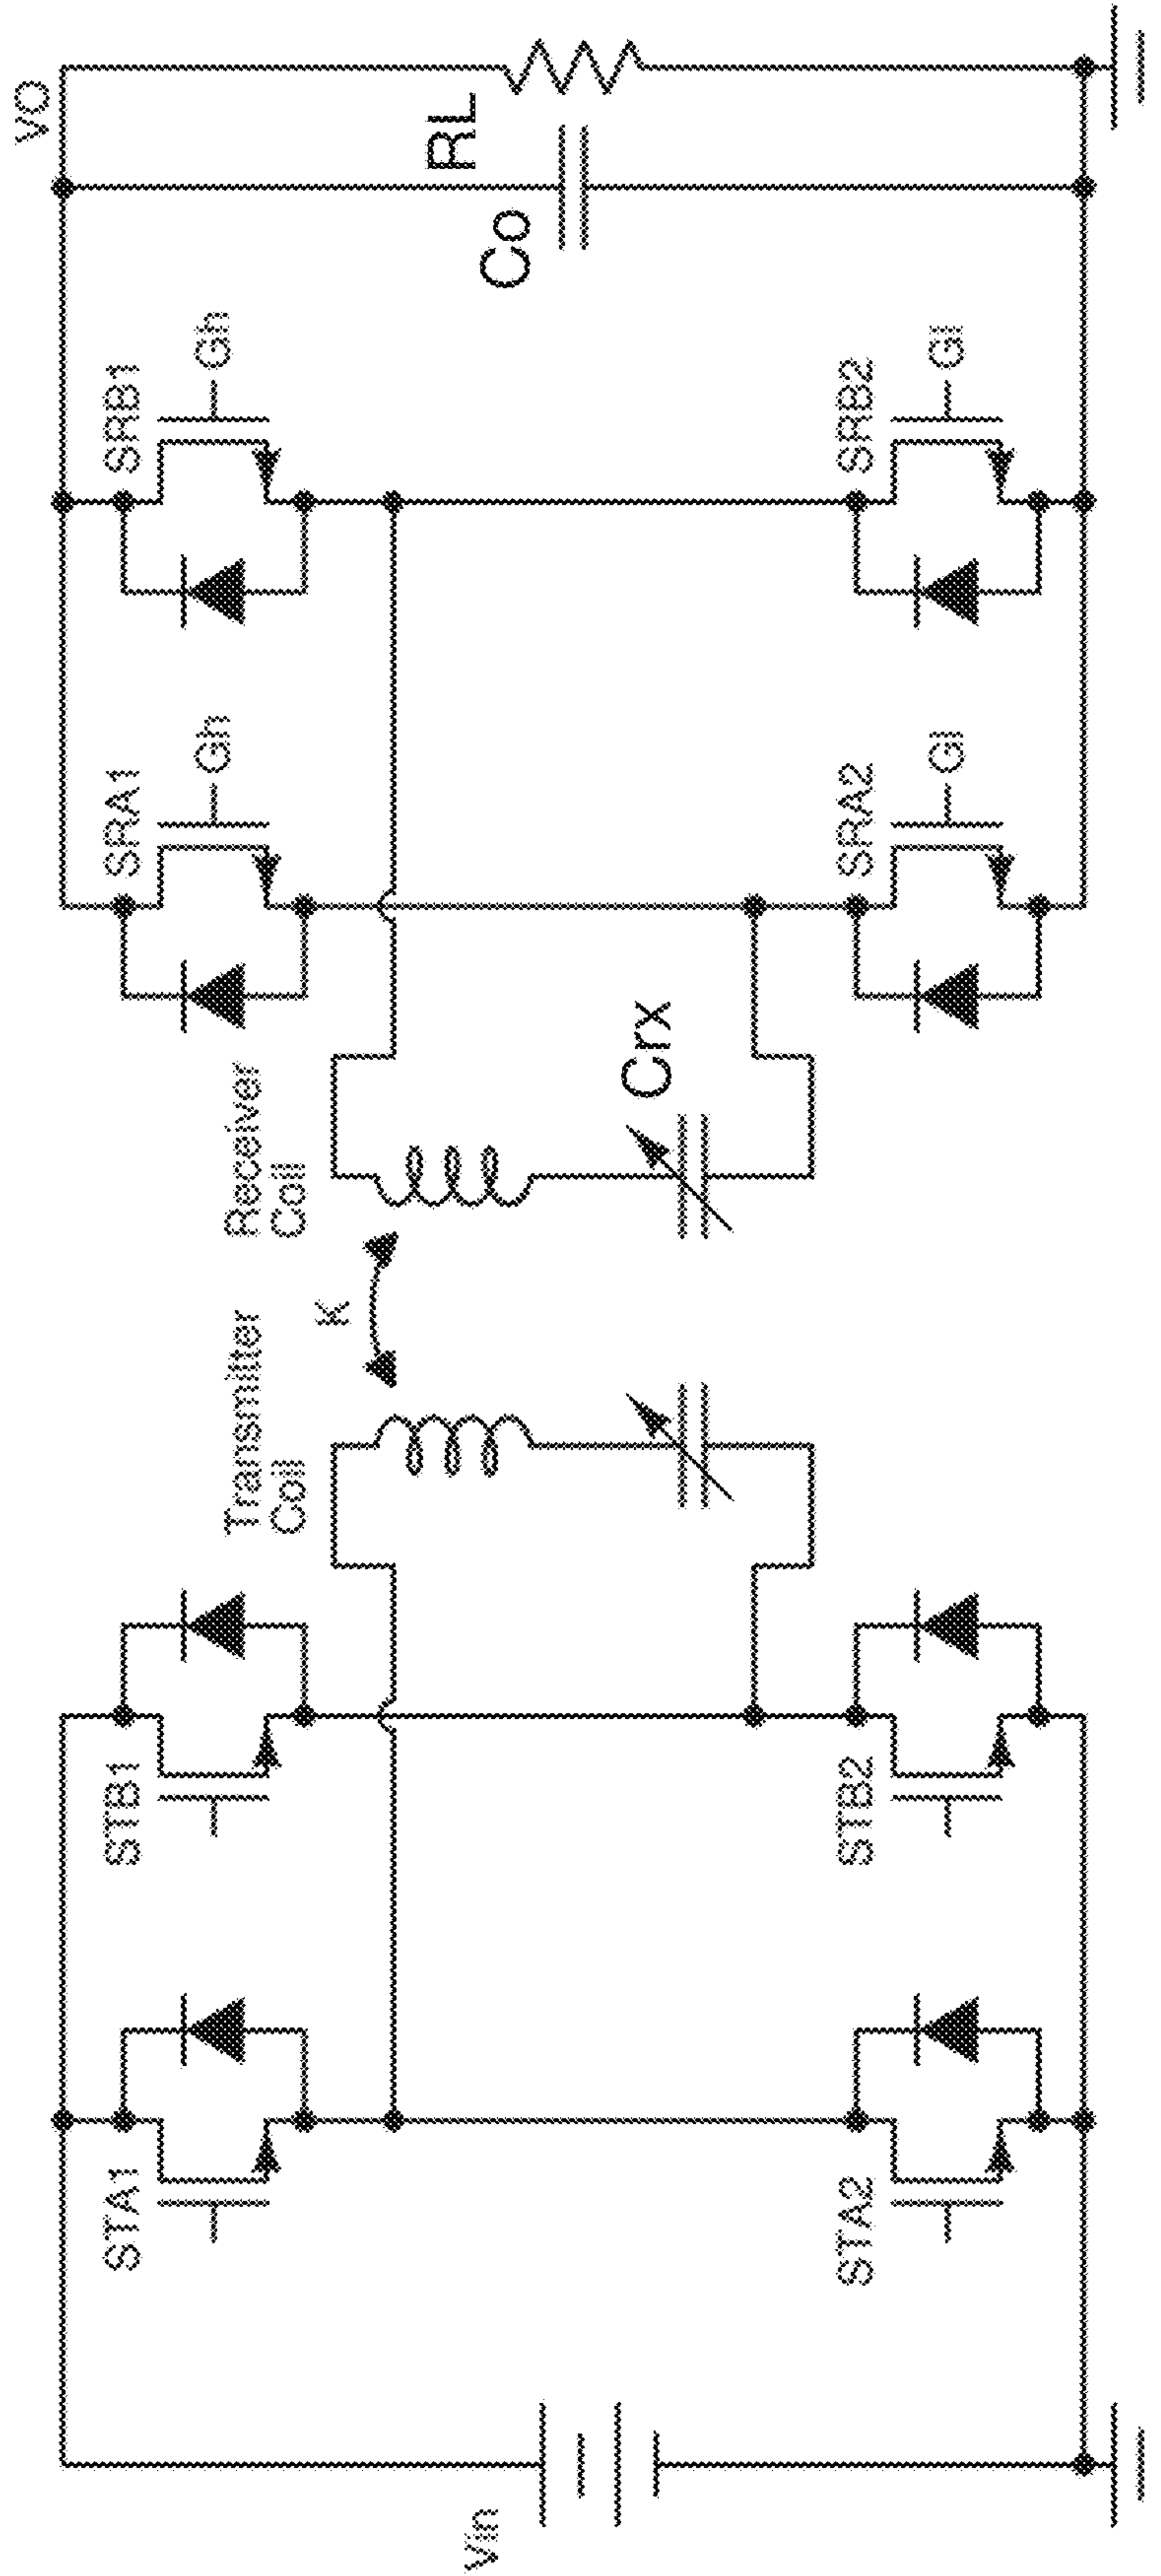 Vin
STA1
STB1
STA2
STB2
Transmitter
Coil
K
Receiver
Coil
Crx
SRA1
Gh
SRB1
Gh
SRA2
Gl
SRB2
Gl
Co
RL
VO